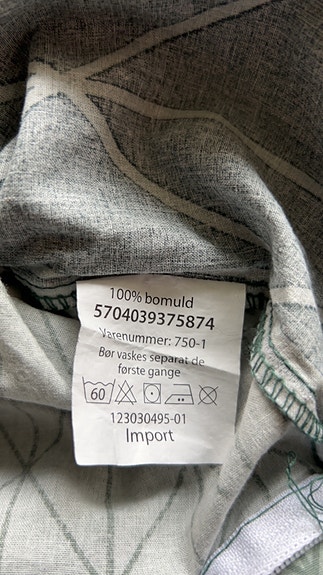 100% bomuld
5704039375874
Varenummer: 750-1
Bør vaskes separat de
første gange
60
123030495-01
Import